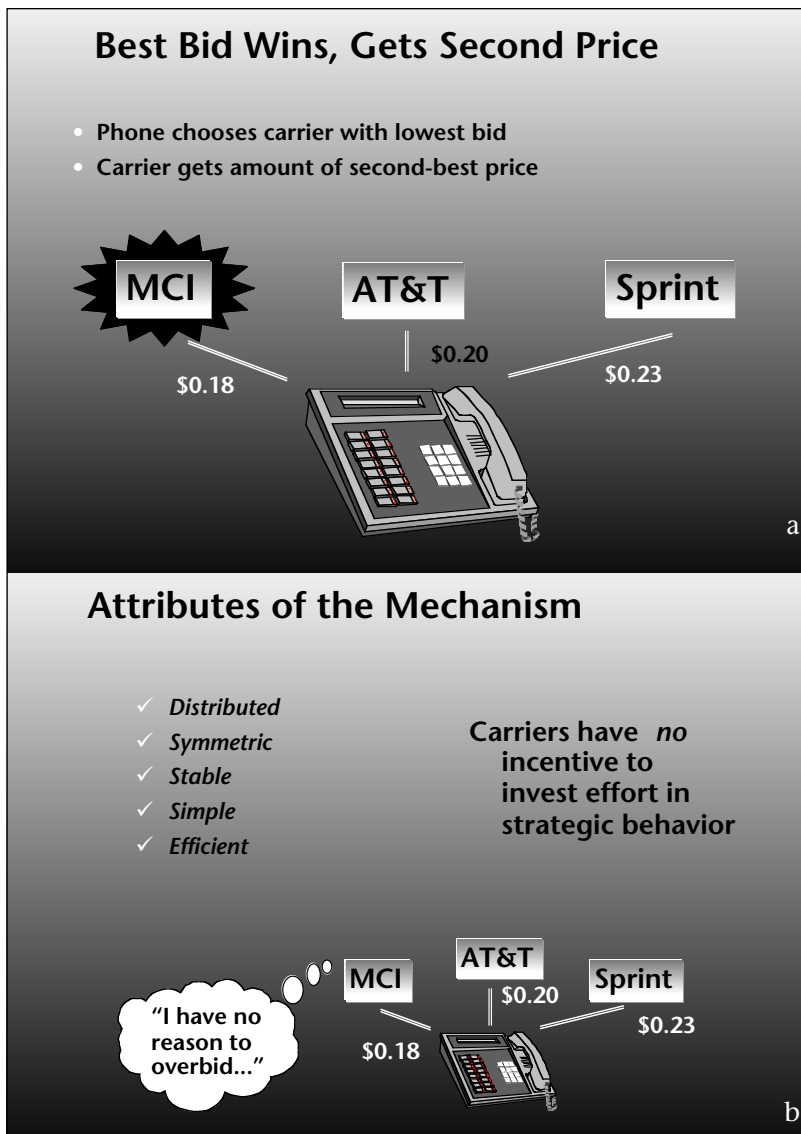 Best Bid Wins, Gets Second Price
• Phone chooses carrier with lowest bid
• Carrier gets amount of second-best price
MCI
AT&T
Sprint
$0.18
$0.20
$0.23
a
Attributes of the Mechanism
✓ Distributed
✓ Symmetric
✓ Stable
✓ Simple
✓ Efficient
Carriers have no
incentive to
invest effort in
strategic behavior
"I have no
reason to
overbid..."
MCI
AT&T
Sprint
$0.18
$0.20
$0.23
b